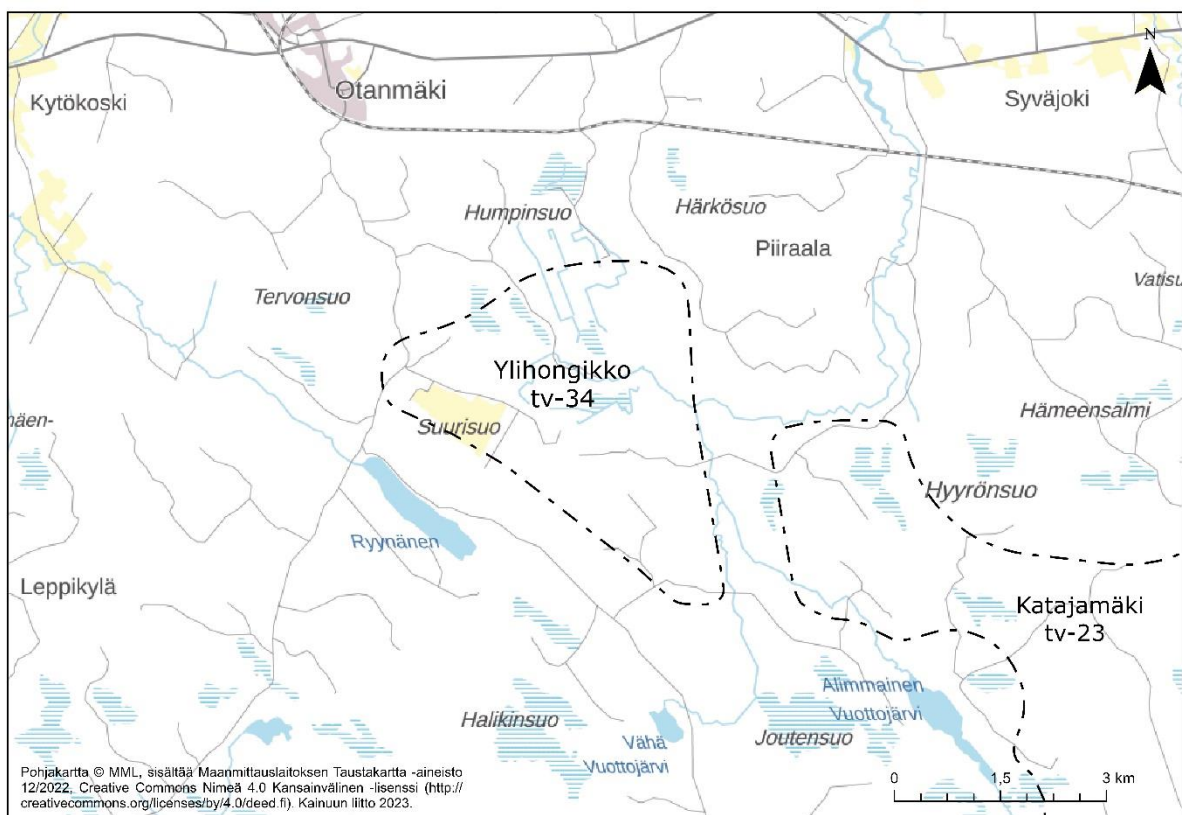 N
Kytökoski
Otanmäki
Syväjoki
Humpinsuo
Härkösuo
Piiraala
Tervonsuo
Vatisu
Ylihongikko
tv-34
Suurisuo
Hämeensalmi
mäen-
Hyyrönsuo
Ryynänen
Leppikylä
Katajamäki
tv-23
Alimmainen
Vuottojärvi
Halikinsuo
Vähä
Vuottojärvi
Joutensuo
Pohjakartta © MML, sisältää Maanmittauslaitoksen Taustakartta -aineisto
12/2022, Creative Commons Nimeä 4.0 Kansainvälinen -lisenssi (http://
creativecommons.org/licenses/by/4.0/deed.fi). Kainuun liitto 2023.
0 1,5 3 km